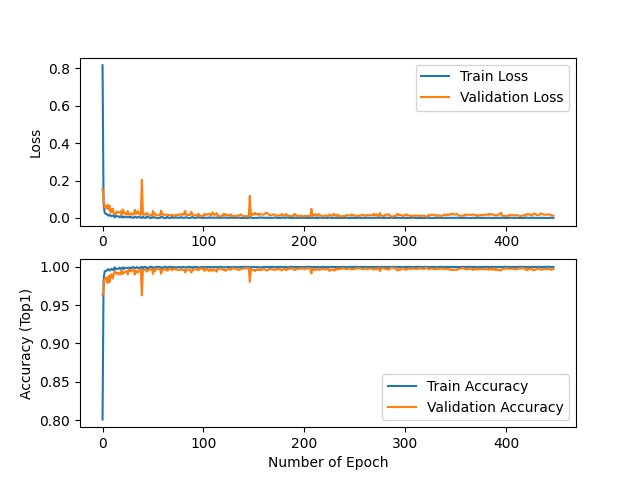 0.8
0.6
0.4
0.2
0.0
Loss
Train Loss
Validation Loss
0
100
200
300
400
1.00
0.95
0.90
0.85
0.80
Accuracy (Top1)
Train Accuracy
Validation Accuracy
0
100
200
300
400
Number of Epoch